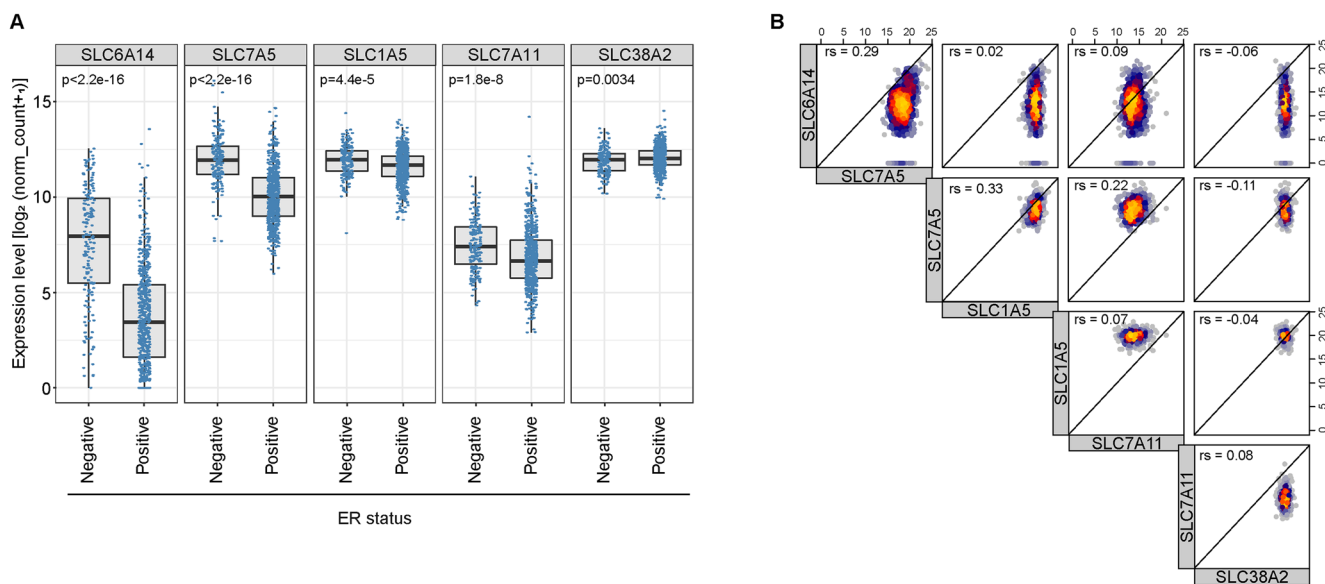 A
SLC6A14 SLC7A5 SLC1A5 SLC7A11 SLC38A2
p<2.2e-16 p<2.2e-16 p=4.4e-5 p=1.8e-8 p=0.0034
Expression level [log₂ (norm_count+₁)]
15
10
5
0
Negative Positive Negative Positive Negative Positive Negative Positive Negative Positive
ER status
B
0 5 10 15 20 25 0 5 10 15 20 25
rs = 0.29 rs = 0.02 rs = 0.09 rs = -0.06
SLC6A14
0 5 10 15 20 25
SLC7A5
rs = 0.33 rs = 0.22 rs = -0.11
SLC7A5
SLC1A5
rs = 0.07 rs = -0.04
SLC1A5
0 5 10 15 20 25
SLC7A11
rs = 0.08
SLC7A11
SLC38A2